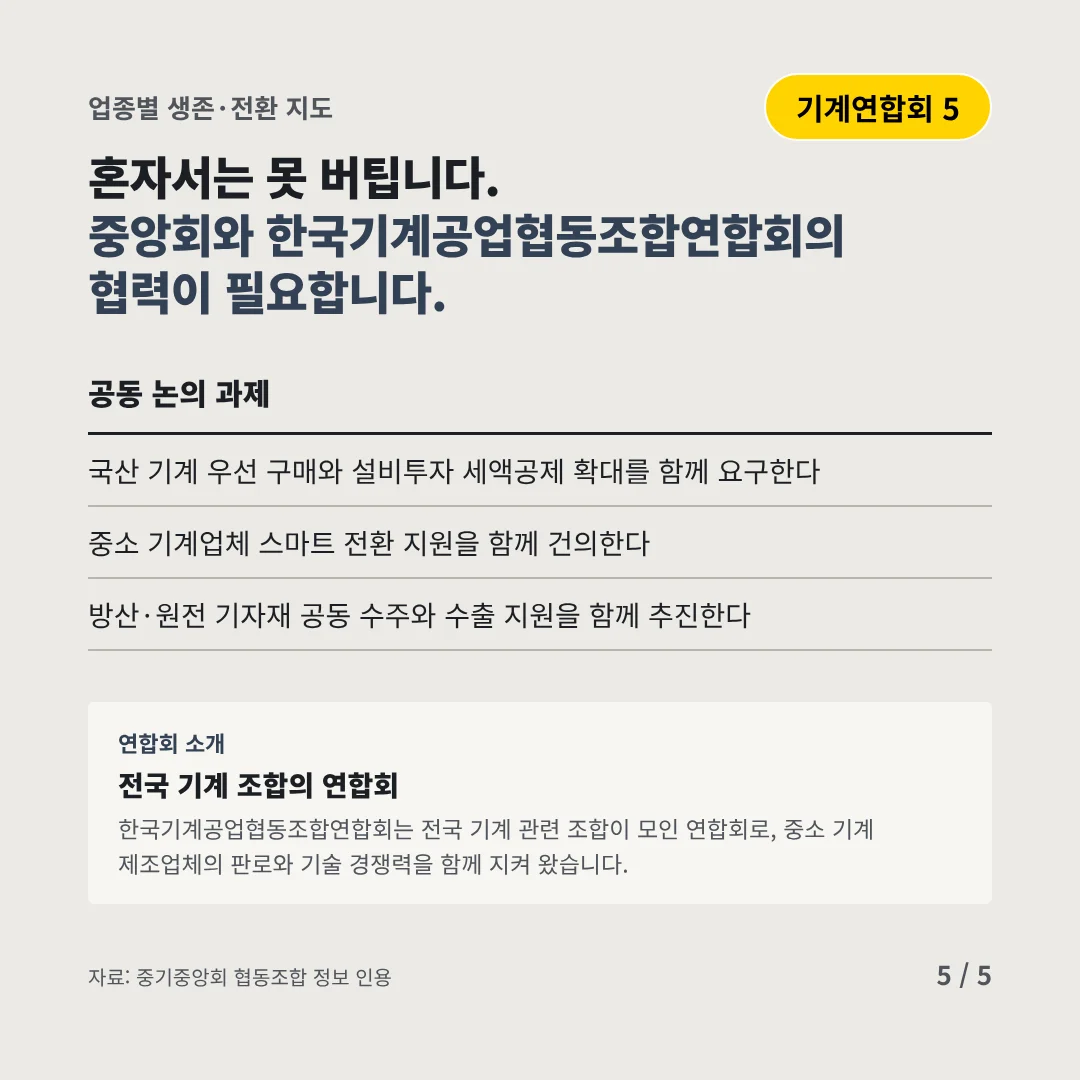 업종별 생존·전환 지도
기계연합회 5
혼자서는 못 버팁니다.
중앙회와 한국기계공업협동조합연합회의
협력이 필요합니다.
공동 논의 과제
국산 기계 우선 구매와 설비투자 세액공제 확대를 함께 요구한다
중소 기계업체 스마트 전환 지원을 함께 건의한다
방산·원전 기자재 공동 수주와 수출 지원을 함께 추진한다
연합회 소개
전국 기계 조합의 연합회
한국기계공업협동조합연합회는 전국 기계 관련 조합이 모인 연합회로, 중소 기계
제조업체의 판로와 기술 경쟁력을 함께 지켜 왔습니다.
자료: 중기중앙회 협동조합 정보 인용
5 / 5